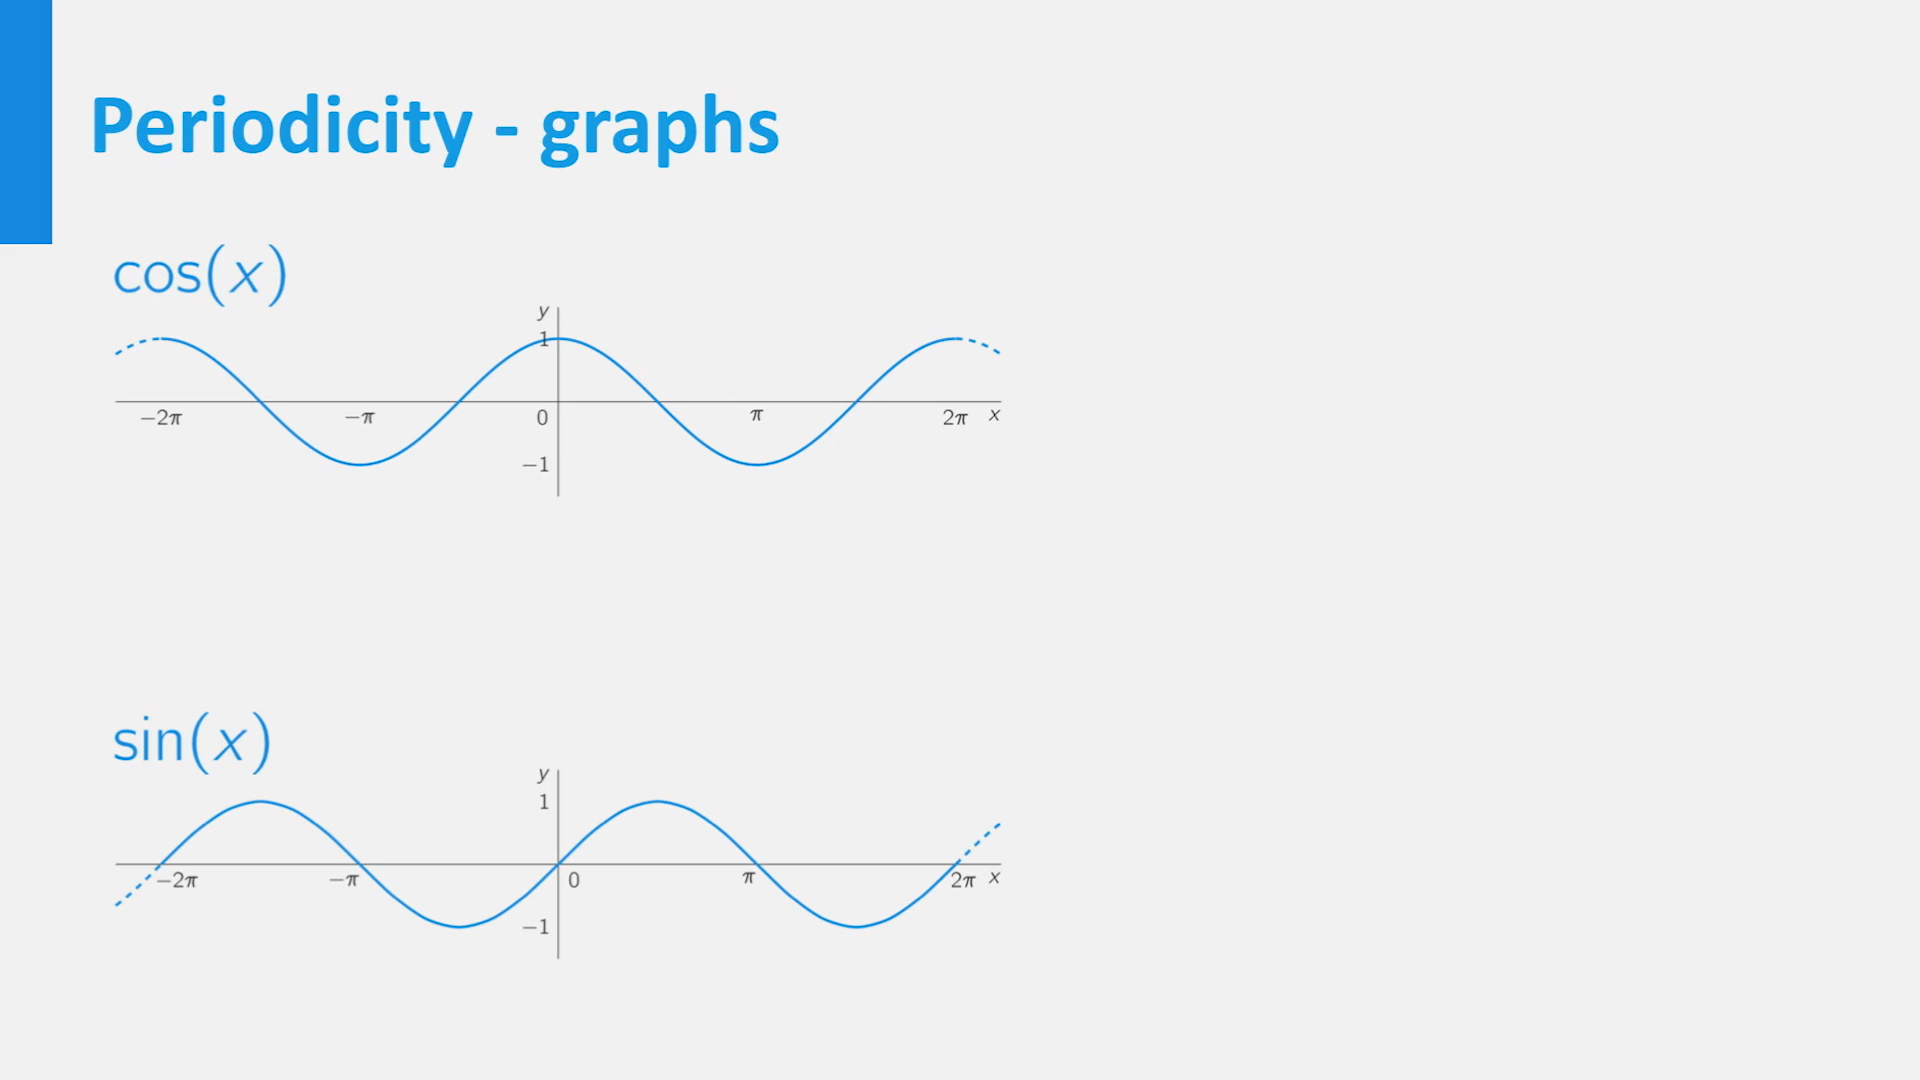 Periodicity - graphs
cos(x)
y
1
−2π −π 0 π 2π x
−1
sin(x)
y
1
−2π −π 0 π 2π x
−1